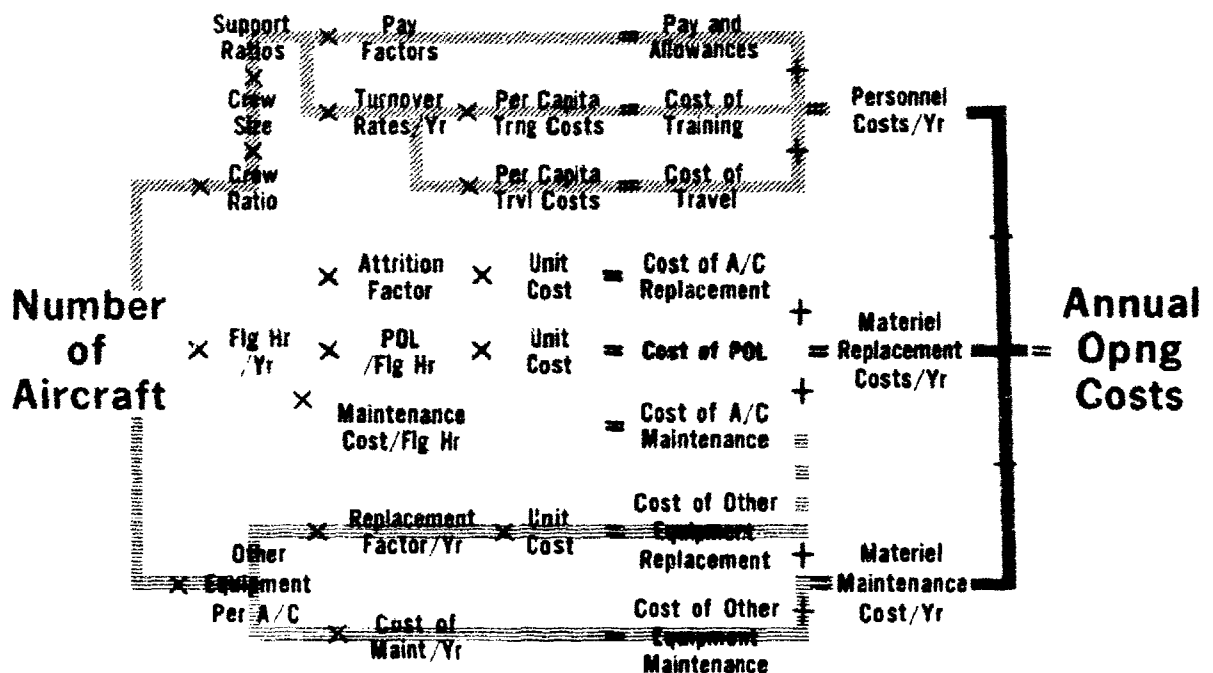 Support
Ratios
×
Crew
Size
×
Crew
Ratio
×
× Pay
Factors
= Pay and
Allowances
+
× Turnover
Rates/Yr
× Per Capita
Trng Costs
= Cost of
Training
= Personnel
Costs/Yr
+
× Per Capita
Trvl Costs
= Cost of
Travel
+
Number
of
Aircraft
× Flg Hr
/Yr
× Attrition
Factor
× Unit
Cost
= Cost of A/C
Replacement
+
× POL
/Flg Hr
× Unit
Cost
= Cost of POL
= Materiel
Replacement
Costs/Yr
+
× Maintenance
Cost/Flg Hr
= Cost of A/C
Maintenance
= Annual
Opng
Costs
× Other
Equipment
Per A/C
× Replacement
Factor/Yr
× Unit
Cost
= Cost of Other
Equipment
Replacement
+
= Materiel
Maintenance
Cost/Yr
+
+
× Cost of
Maint/Yr
= Cost of Other
Equipment
Maintenance